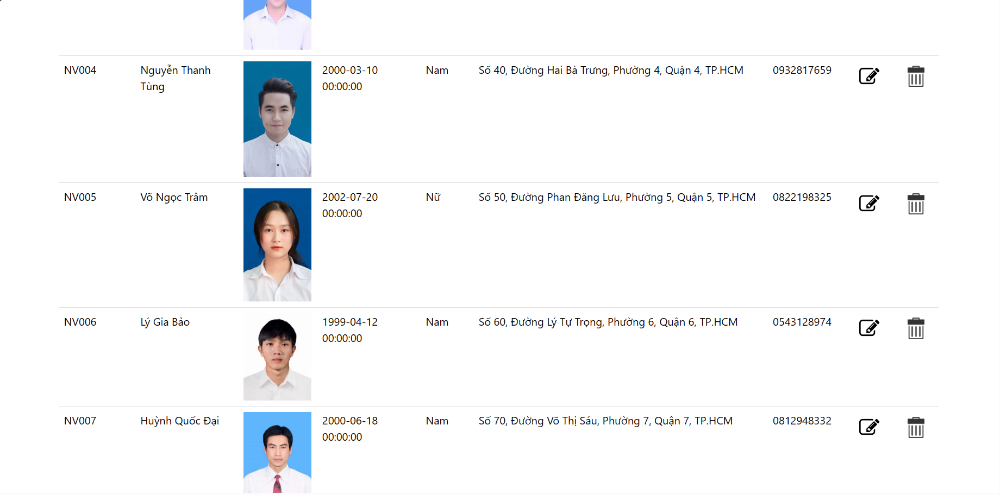 NV004 Nguyễn Thanh 2000-03-10 Nam Số 40, Đường Hai Bà Trưng, Phường 4, Quận 4, TP.HCM 0932817659
Tùng 00:00:00
NV005 Võ Ngọc Trâm 2002-07-20 Nữ Số 50, Đường Phan Đăng Lưu, Phường 5, Quận 5, TP.HCM 0822198325
00:00:00
NV006 Lý Gia Bảo 1999-04-12 Nam Số 60, Đường Lý Tự Trọng, Phường 6, Quận 6, TP.HCM 0543128974
00:00:00
NV007 Huỳnh Quốc Đại 2000-06-18 Nam Số 70, Đường Võ Thị Sáu, Phường 7, Quận 7, TP.HCM 0812948332
00:00:00